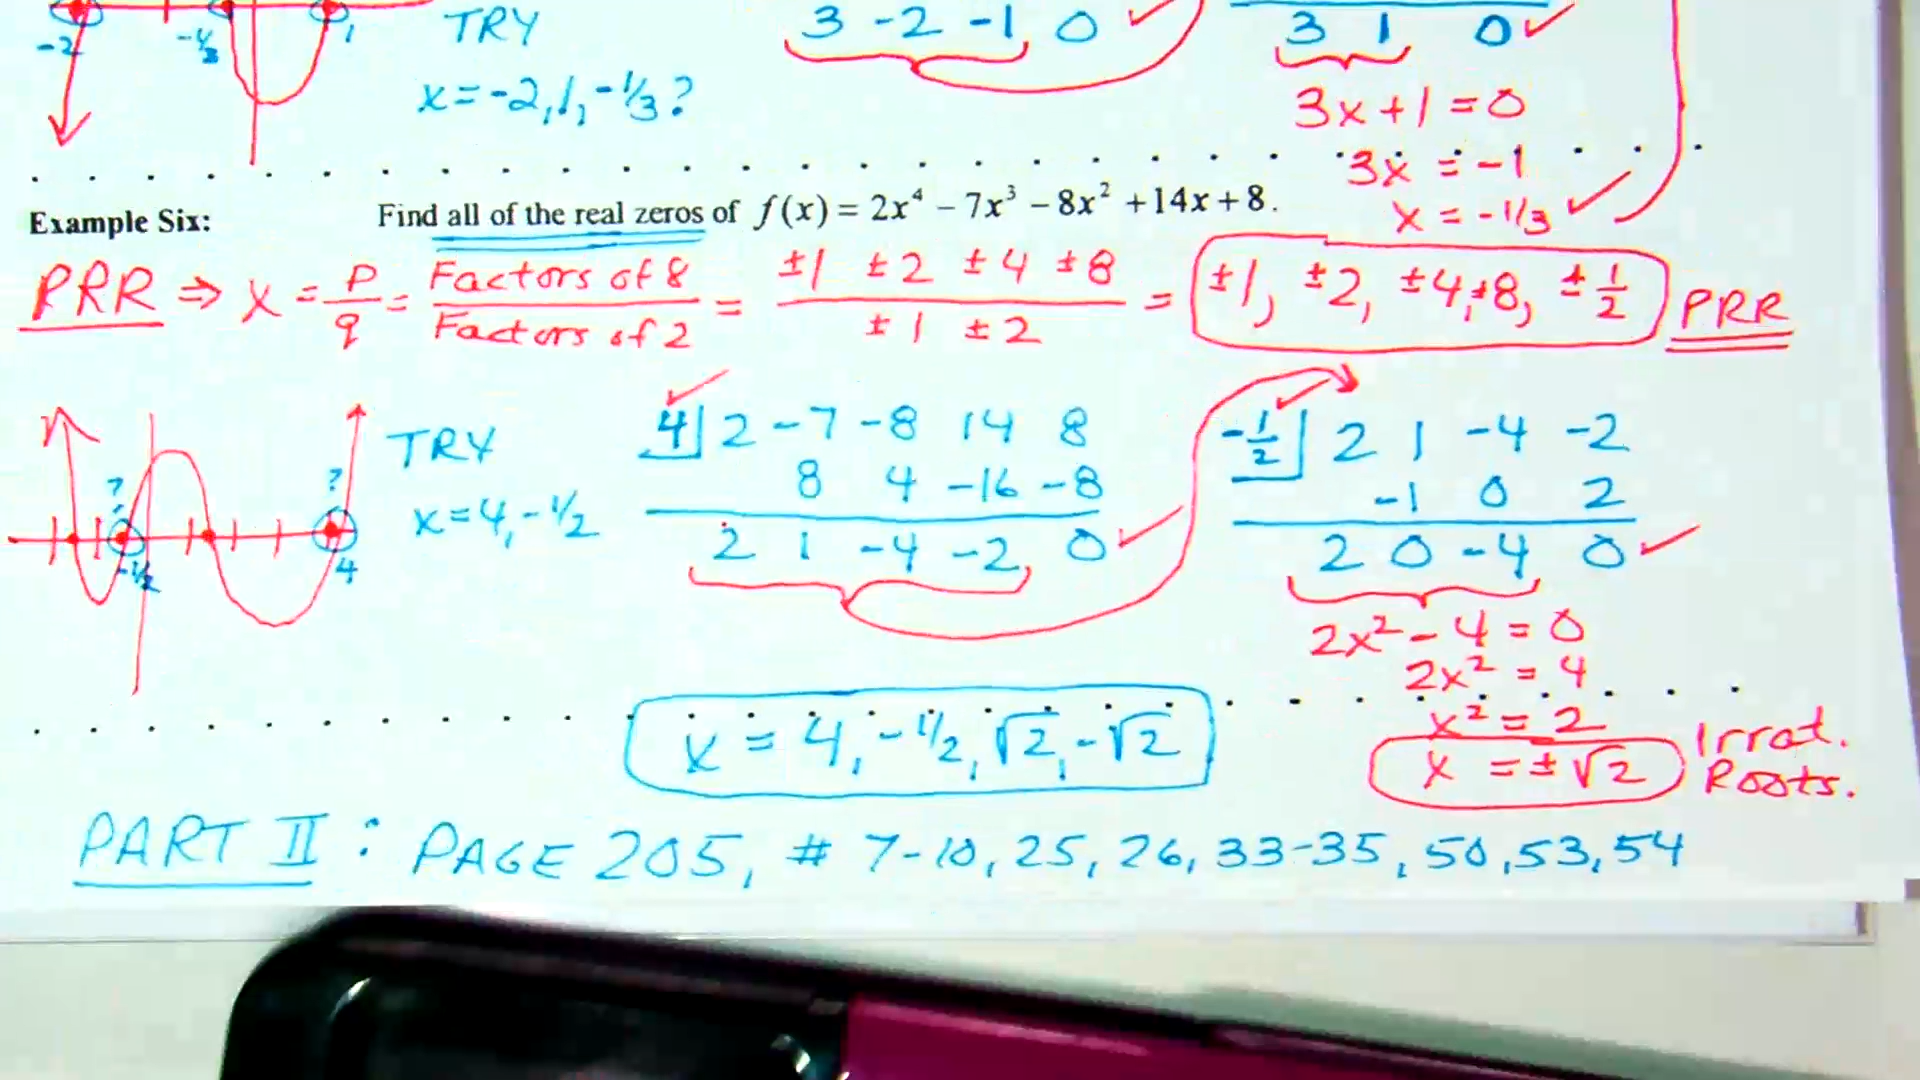 -2 -1/3 1 TRY 3 -2 -1 0 ✓ 3 1 0 ✓
x = -2, 1, -1/3 ?
3x + 1 = 0
3x = -1
x = -1/3 ✓
Example Six: Find all of the real zeros of f(x) = 2x⁴ − 7x³ − 8x² + 14x + 8.
PRR ⇒ x = p/q = Factors of 8 / Factors of 2 = ±1 ±2 ±4 ±8 / ±1 ±2 = ±1, ±2, ±4, ±8, ±1/2 PRR
? ? -1/2 4
TRY
x = 4, -1/2
✓
4| 2 -7 -8 14 8
8 4 -16 -8
2 1 -4 -2 0 ✓
✓
-1/2| 2 1 -4 -2
-1 0 2
2 0 -4 0 ✓
2x² - 4 = 0
2x² = 4
x² = 2
x = ±√2 Irrat. Roots.
x = 4, -1/2, √2, -√2
PART II : PAGE 205, # 7-10, 25, 26, 33-35, 50, 53, 54